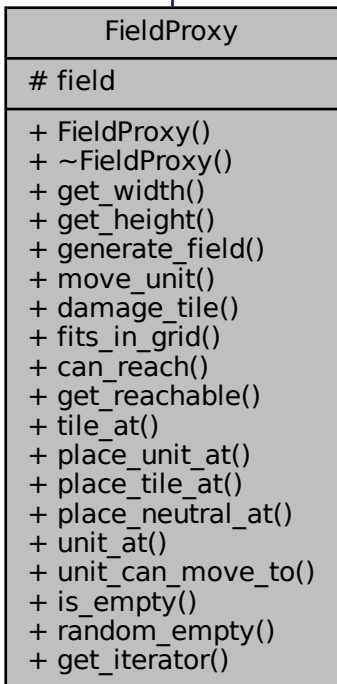 FieldProxy
# field
+ FieldProxy()
+ ~FieldProxy()
+ get_width()
+ get_height()
+ generate_field()
+ move_unit()
+ damage_tile()
+ fits_in_grid()
+ can_reach()
+ get_reachable()
+ tile_at()
+ place_unit_at()
+ place_tile_at()
+ place_neutral_at()
+ unit_at()
+ unit_can_move_to()
+ is_empty()
+ random_empty()
+ get_iterator()